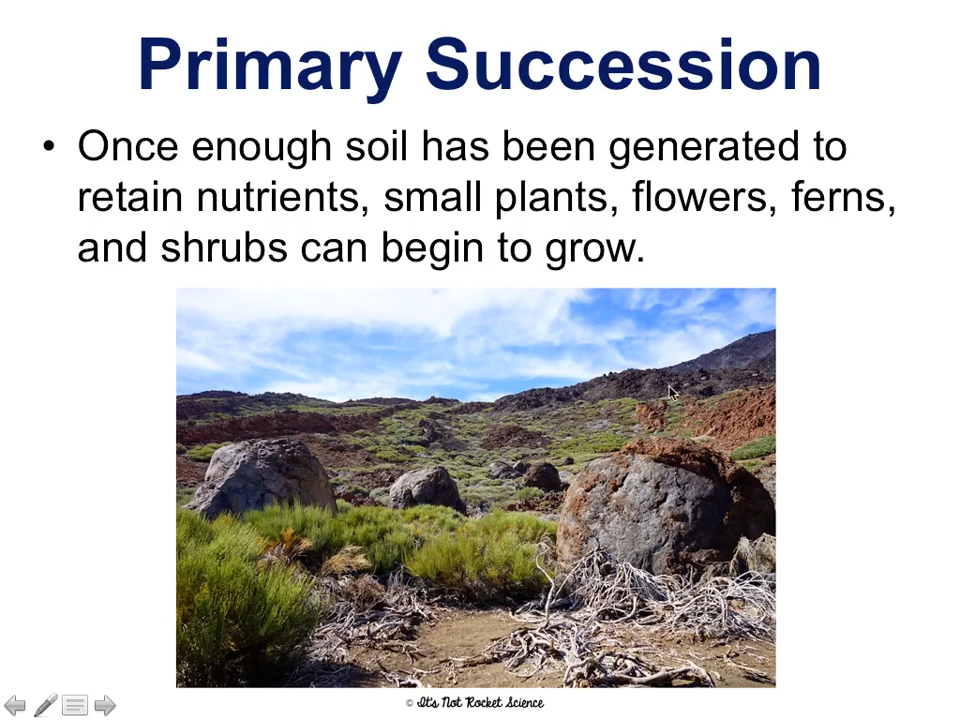 Primary Succession
• Once enough soil has been generated to
retain nutrients, small plants, flowers, ferns,
and shrubs can begin to grow.
© It's Not Rocket Science